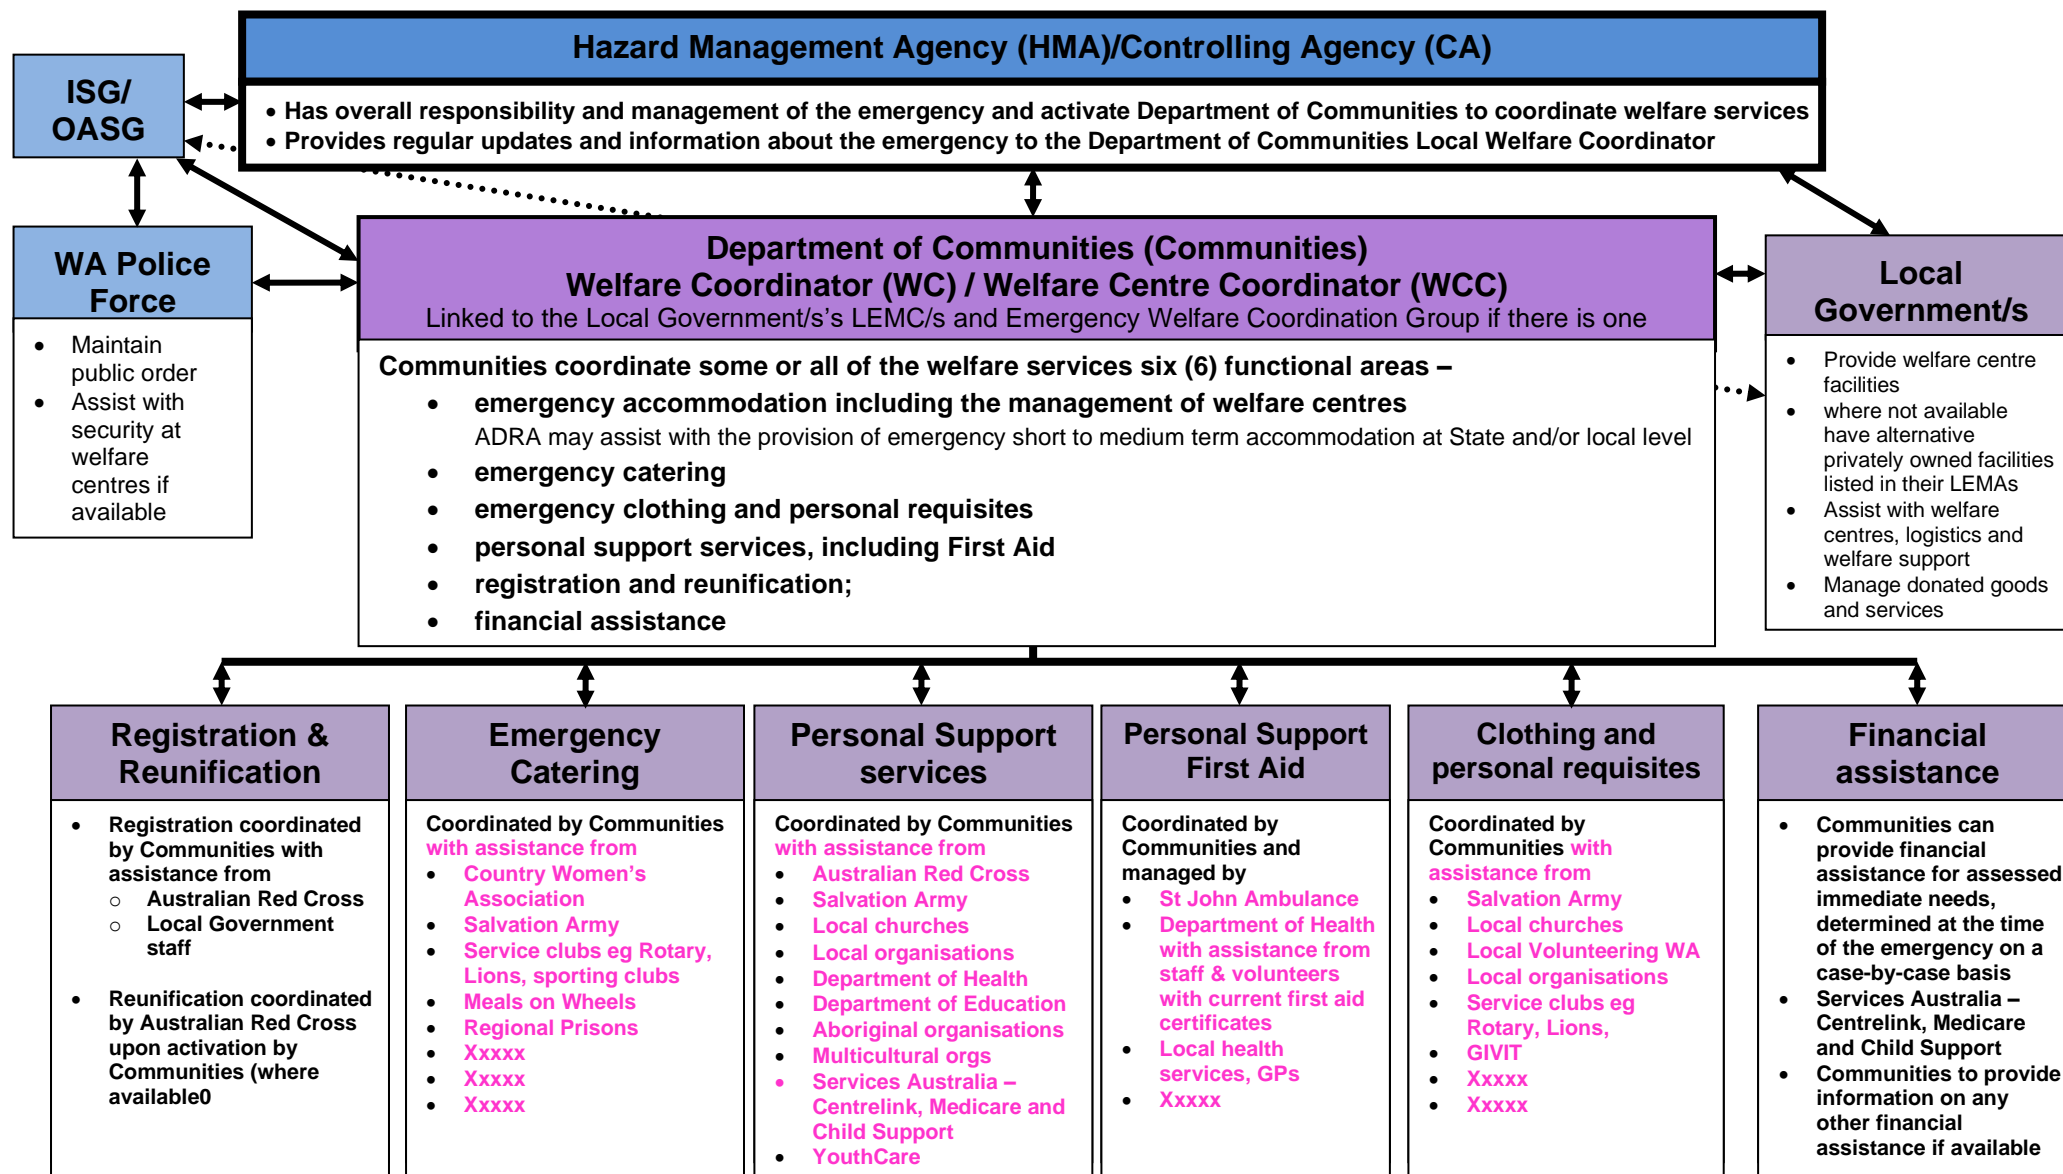 Hazard Management Agency (HMA)/Controlling Agency (CA)
• Has overall responsibility and management of the emergency and activate Department of Communities to coordinate welfare services
• Provides regular updates and information about the emergency to the Department of Communities Local Welfare Coordinator
ISG/
OASG
WA Police
Force
• Maintain
public order
• Assist with
security at
welfare
centres if
available
Department of Communities (Communities)
Welfare Coordinator (WC) / Welfare Centre Coordinator (WCC)
Linked to the Local Government/s's LEMC/s and Emergency Welfare Coordination Group if there is one
Communities coordinate some or all of the welfare services six (6) functional areas –
• emergency accommodation including the management of welfare centres
ADRA may assist with the provision of emergency short to medium term accommodation at State and/or local level
• emergency catering
• emergency clothing and personal requisites
• personal support services, including First Aid
• registration and reunification;
• financial assistance
Local
Government/s
• Provide welfare centre
facilities
• where not available
have alternative
privately owned facilities
listed in their LEMAs
• Assist with welfare
centres, logistics and
welfare support
• Manage donated goods
and services
Registration &
Reunification
• Registration coordinated
by Communities with
assistance from
o Australian Red Cross
o Local Government
staff
• Reunification coordinated
by Australian Red Cross
upon activation by
Communities (where
available0
Emergency
Catering
Coordinated by Communities
with assistance from
• Country Women's
Association
• Salvation Army
• Service clubs eg Rotary,
Lions, sporting clubs
• Meals on Wheels
• Regional Prisons
• Xxxxx
• Xxxxx
• Xxxxx
Personal Support
services
Coordinated by Communities
with assistance from
• Australian Red Cross
• Salvation Army
• Local churches
• Local organisations
• Department of Health
• Department of Education
• Aboriginal organisations
• Multicultural orgs
• Services Australia –
Centrelink, Medicare and
Child Support
• YouthCare
Personal Support
First Aid
Coordinated by
Communities and
managed by
• St John Ambulance
• Department of Health
with assistance from
staff & volunteers
with current first aid
certificates
• Local health
services, GPs
• Xxxxx
Clothing and
personal requisites
Coordinated by
Communities with
assistance from
• Salvation Army
• Local churches
• Local Volunteering WA
• Local organisations
• Service clubs eg
Rotary, Lions,
• GIVIT
• Xxxxx
• Xxxxx
Financial
assistance
• Communities can
provide financial
assistance for assessed
immediate needs,
determined at the time
of the emergency on a
case-by-case basis
• Services Australia –
Centrelink, Medicare
and Child Support
• Communities to provide
information on any
other financial
assistance if available